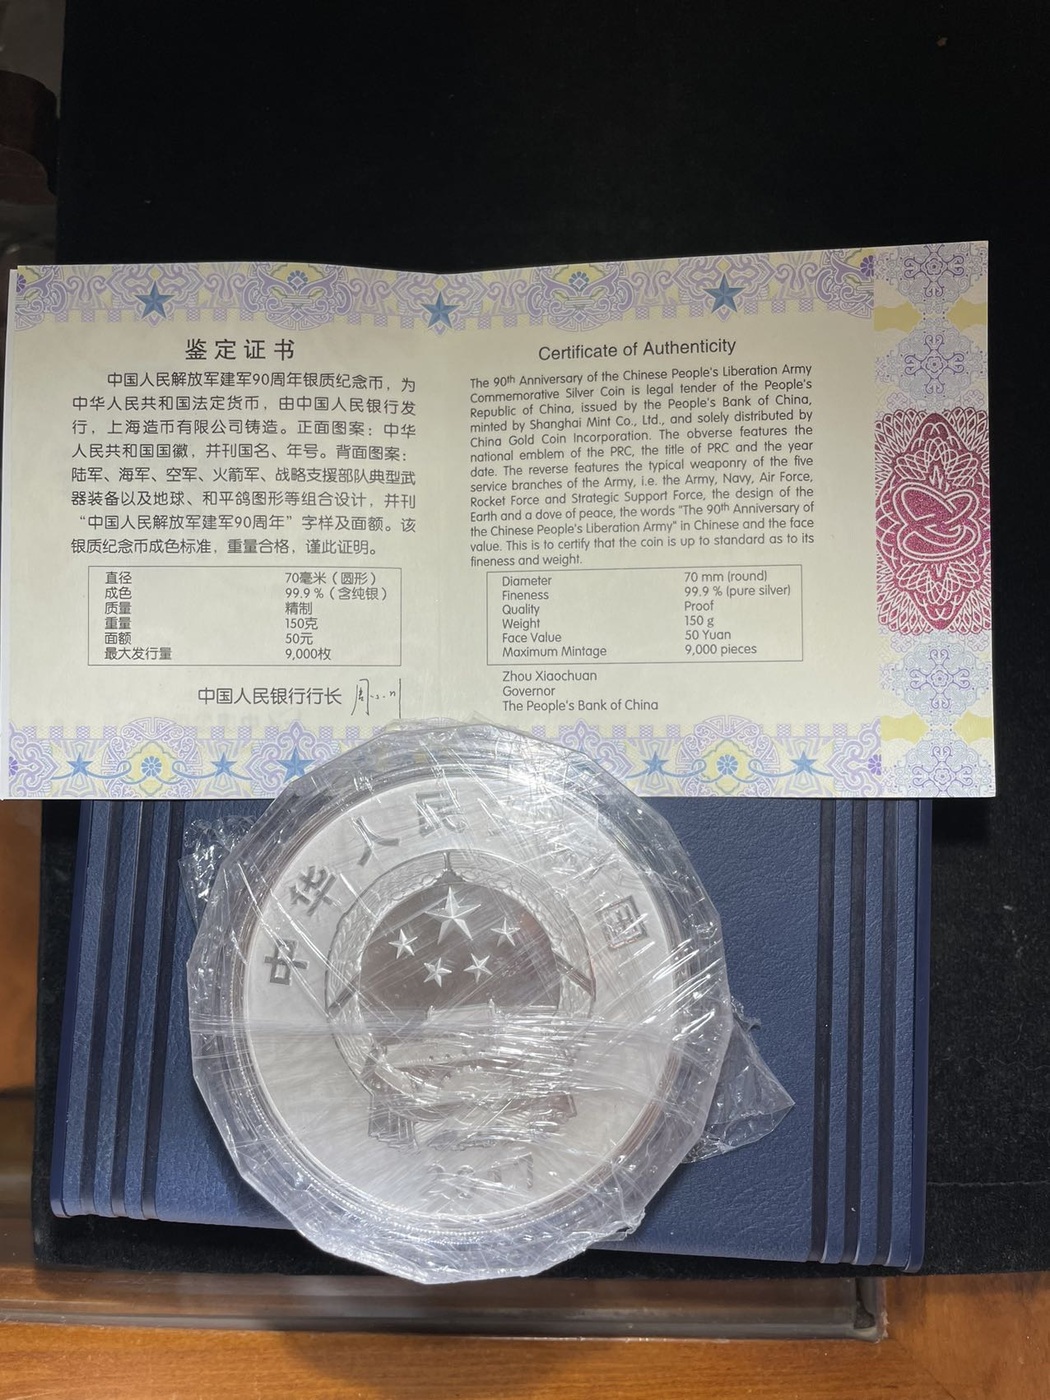 鉴定证书
中国人民解放军建军90周年银质纪念币，为
中华人民共和国法定货币，由中国人民银行发
行，上海造币有限公司铸造。正面图案：中华
人民共和国国徽，并刊国名、年号。背面图案：
陆军、海军、空军、火箭军、战略支援部队典型武
器装备以及地球、和平鸽图形等组合设计，并刊
“中国人民解放军建军90周年”字样及面额。该
银质纪念币成色标准，重量合格，谨此证明。
直径 70毫米（圆形）
成色 99.9％（含纯银）
质量 精制
重量 150克
面额 50元
最大发行量 9,000枚
中国人民银行行长
Certificate of Authenticity
The 90th Anniversary of the Chinese People's Liberation Army
Commemorative Silver Coin is legal tender of the People's
Republic of China, issued by the People's Bank of China,
minted by Shanghai Mint Co., Ltd., and solely distributed by
China Gold Coin Incorporation. The obverse features the
national emblem of the PRC, the title of PRC and the year
date. The reverse features the typical weaponry of the five
service branches of the Army, i.e. the Army, Navy, Air Force,
Rocket Force and Strategic Support Force, the design of the
Earth and a dove of peace, the words "The 90th Anniversary of
the Chinese People's Liberation Army" in Chinese and the face
value. This is to certify that the coin is up to standard as to its
fineness and weight.
Diameter 70 mm (round)
Fineness 99.9 % (pure silver)
Quality Proof
Weight 150 g
Face Value 50 Yuan
Maximum Mintage 9,000 pieces
Zhou Xiaochuan
Governor
The People's Bank of China
中华人民 国